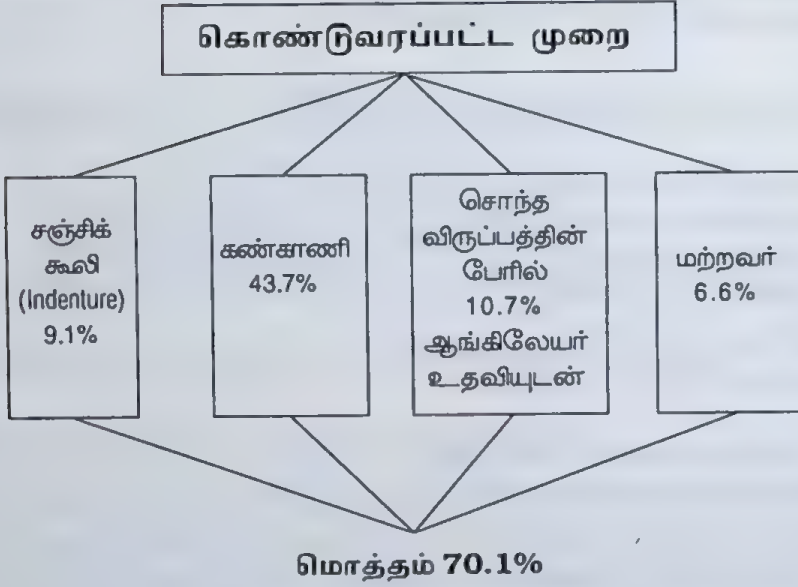 கொண்டுவரப்பட்ட முறை
சஞ்சிக்
கூலி
(Indenture)
9.1%
கண்காணி
43.7%
சொந்த
விருப்பத்தின்
பேரில்
10.7%
ஆங்கிலேயர்
உதவியுடன்
மற்றவர்
6.6%
மொத்தம் 70.1%